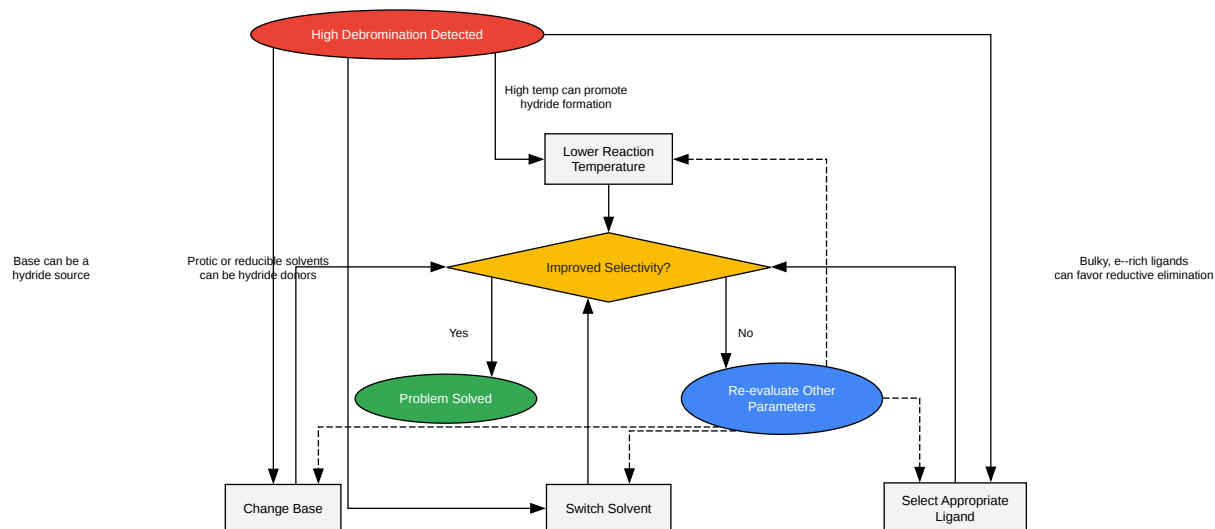 High Debromination Detected
High temp can promote
hydride formation
Lower Reaction
Temperature
Base can be a
hydride source
Protic or reducible solvents
can be hydride donors
Improved Selectivity?
Bulky, e--rich ligands
can favor reductive elimination
Yes
No
Problem Solved
Re-evaluate Other
Parameters
Change Base
Switch Solvent
Select Appropriate
Ligand